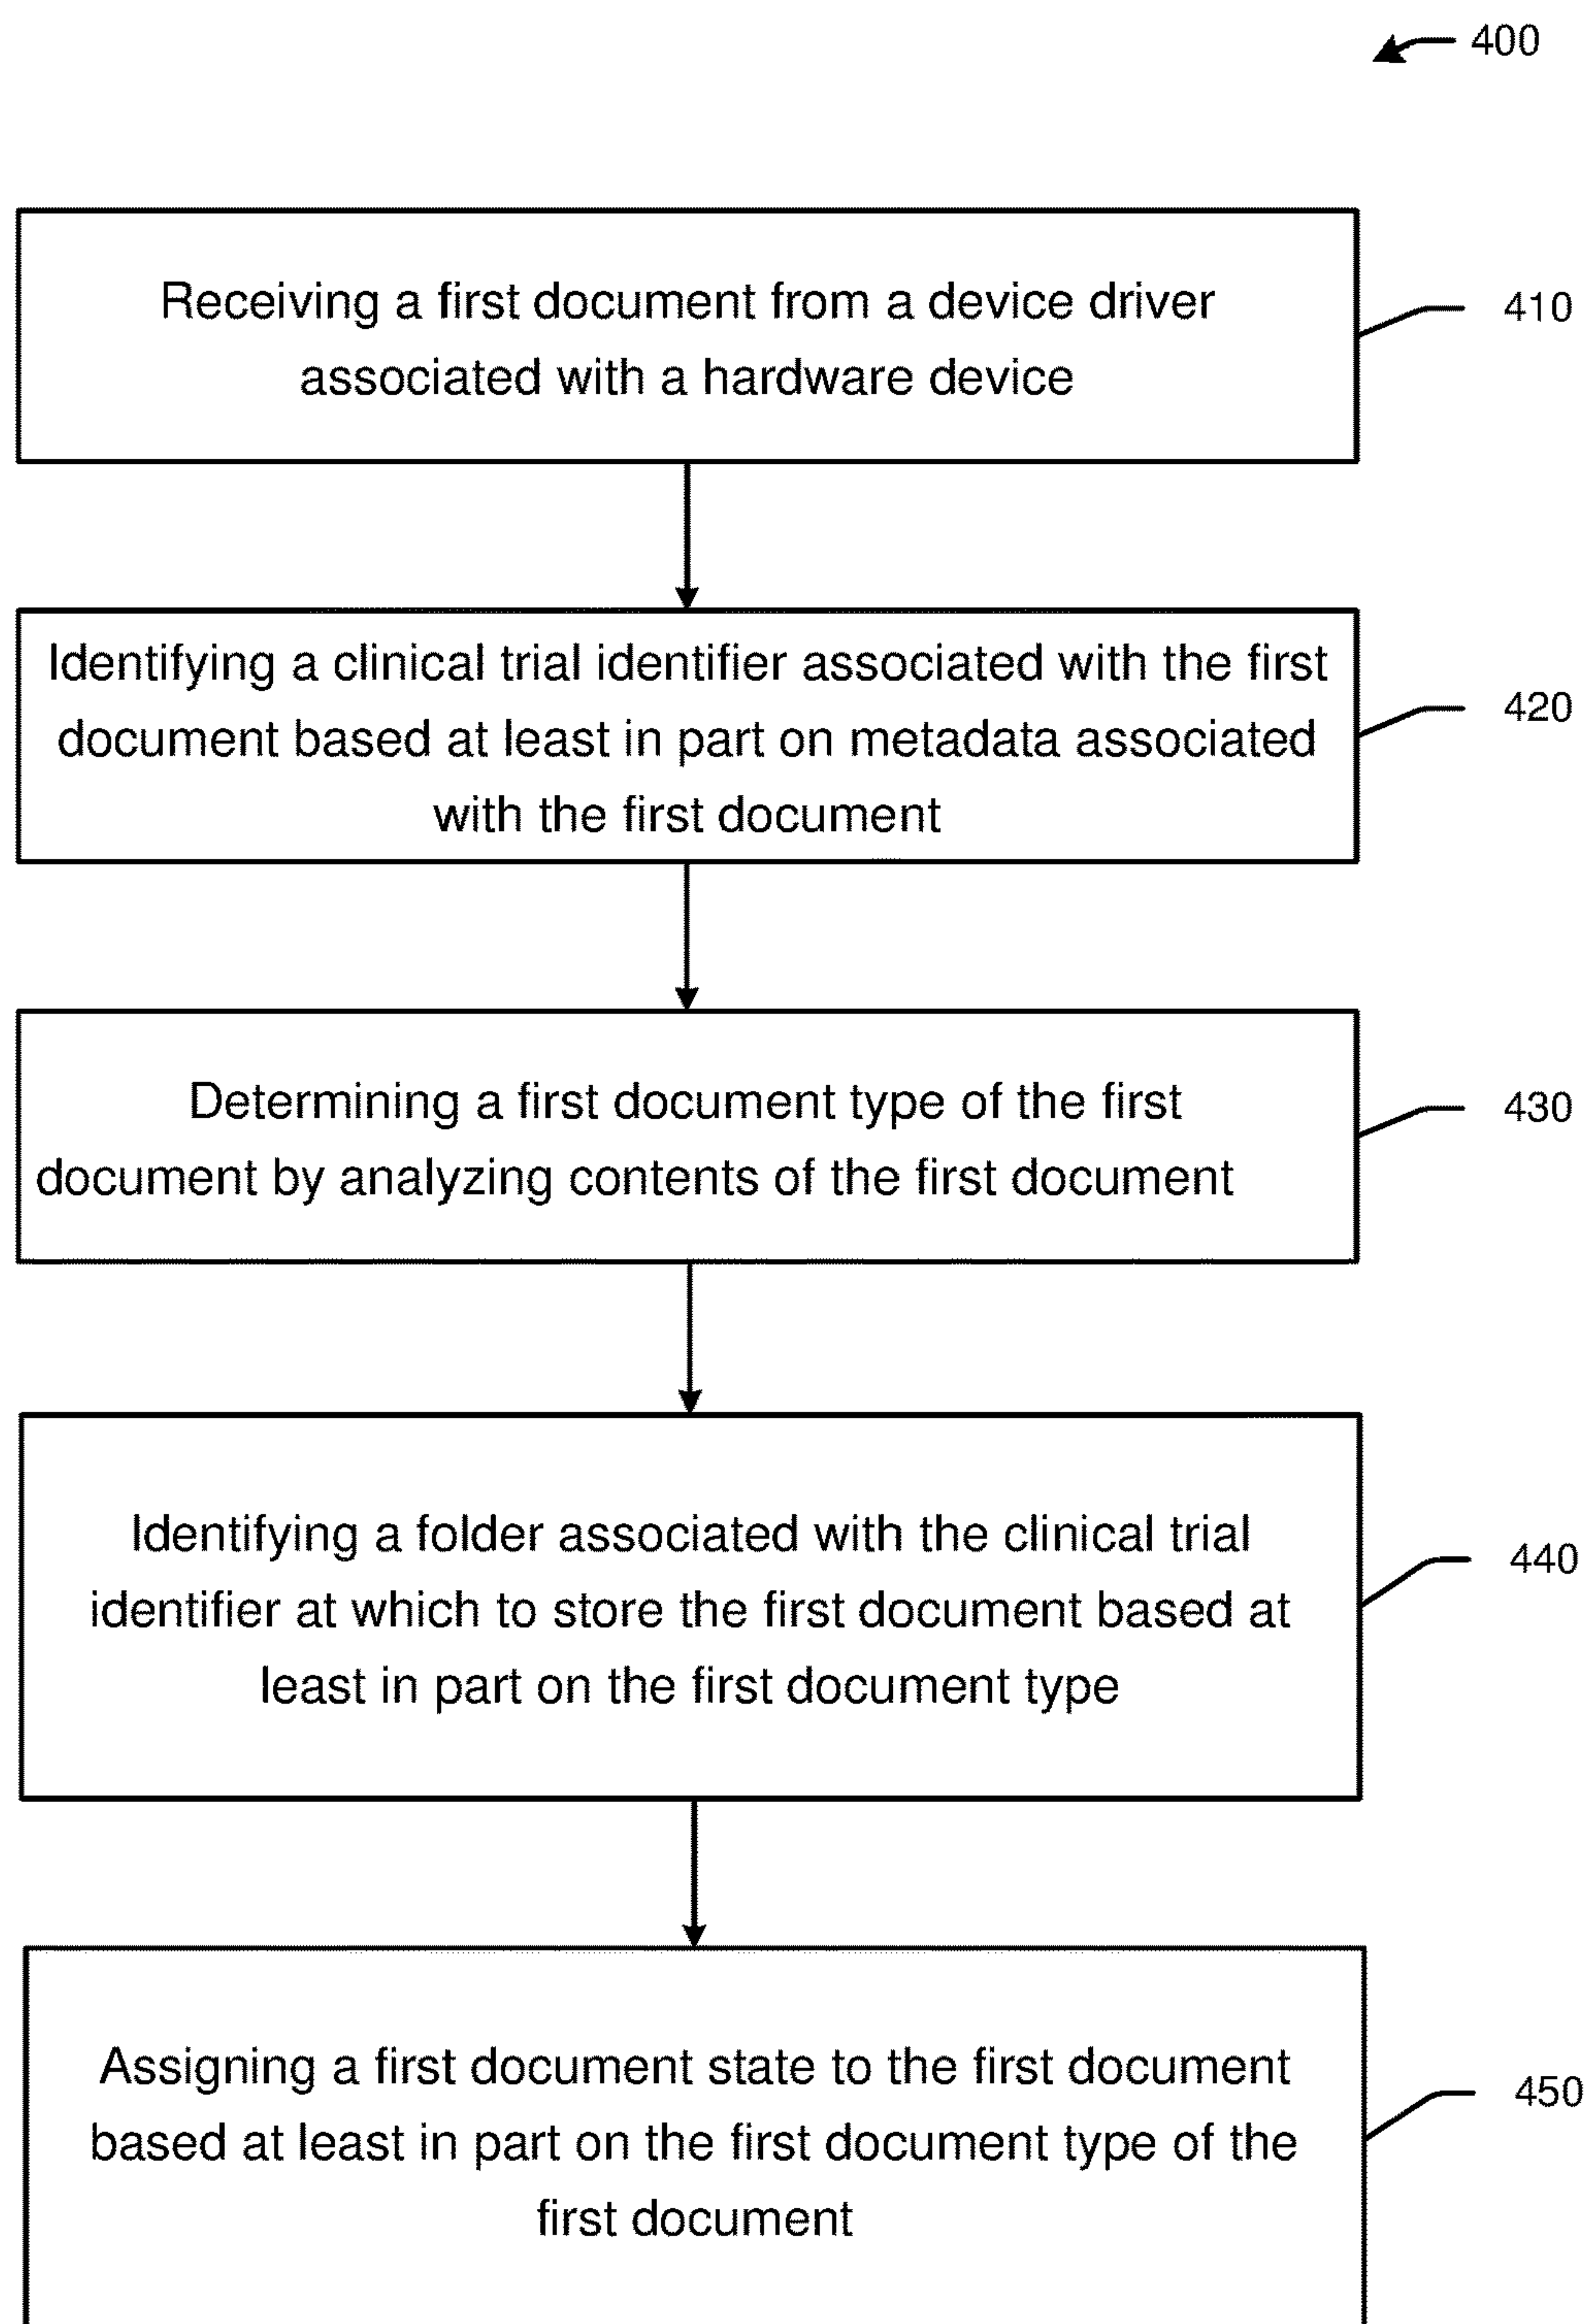 400
Receiving a first document from a device driver
associated with a hardware device
410
Identifying a clinical trial identifier associated with the first
document based at least in part on metadata associated
with the first document
420
Determining a first document type of the first
document by analyzing contents of the first document
430
Identifying a folder associated with the clinical trial
identifier at which to store the first document based at
least in part on the first document type
440
Assigning a first document state to the first document
based at least in part on the first document type of the
first document
450